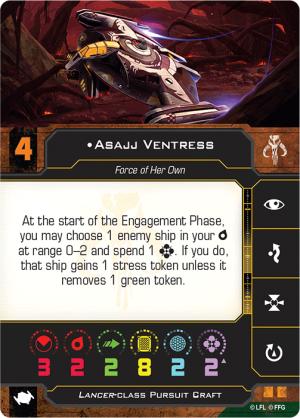 4
•Asajj Ventress
Force of Her Own
At the start of the Engagement Phase,
you may choose 1 enemy ship in your
at range 0–2 and spend 1 . If you do,
that ship gains 1 stress token unless it
removes 1 green token.
3 2 2 8 2 2
Lancer-class Pursuit Craft
© LFL © FFG